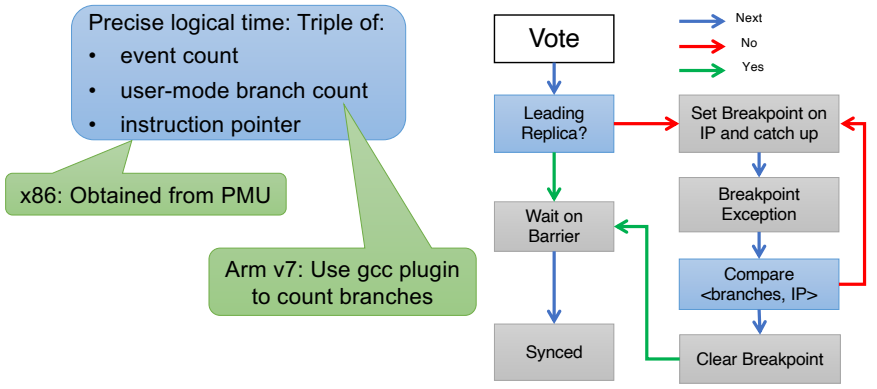 Precise logical time: Triple of:
• event count
• user-mode branch count
• instruction pointer
x86: Obtained from PMU
Arm v7: Use gcc plugin
to count branches
Next
No
Yes
Vote
Leading
Replica?
Set Breakpoint on
IP and catch up
Breakpoint
Exception
Wait on
Barrier
Compare
<branches, IP>
Synced
Clear Breakpoint